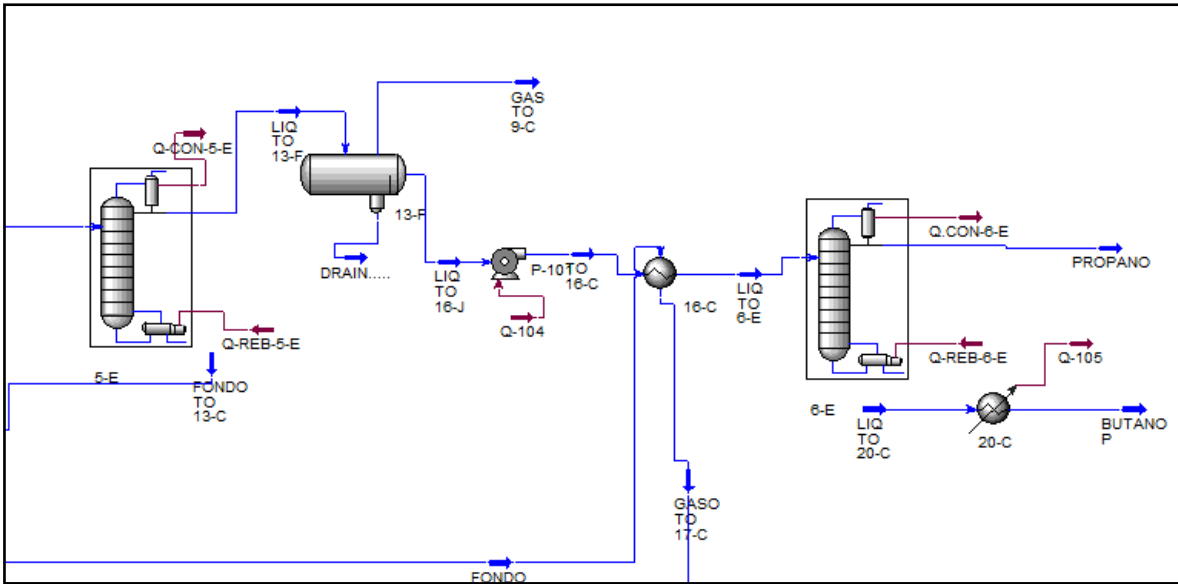 GAS
TO
9-C
LIQ
TO
13-F
Q-CON-5-E
13-F
DRAIN.....
LIQ
TO
16-J
P-101
TO
16-C
Q-104
16-C
LIQ
TO
6-E
Q.CON-6-E
PROPANO
Q-REB-5-E
5-E
FONDO
TO
13-C
Q-REB-6-E
Q-105
6-E
LIQ
TO
20-C
20-C
BUTANO
P
GASO
TO
17-C
FONDO